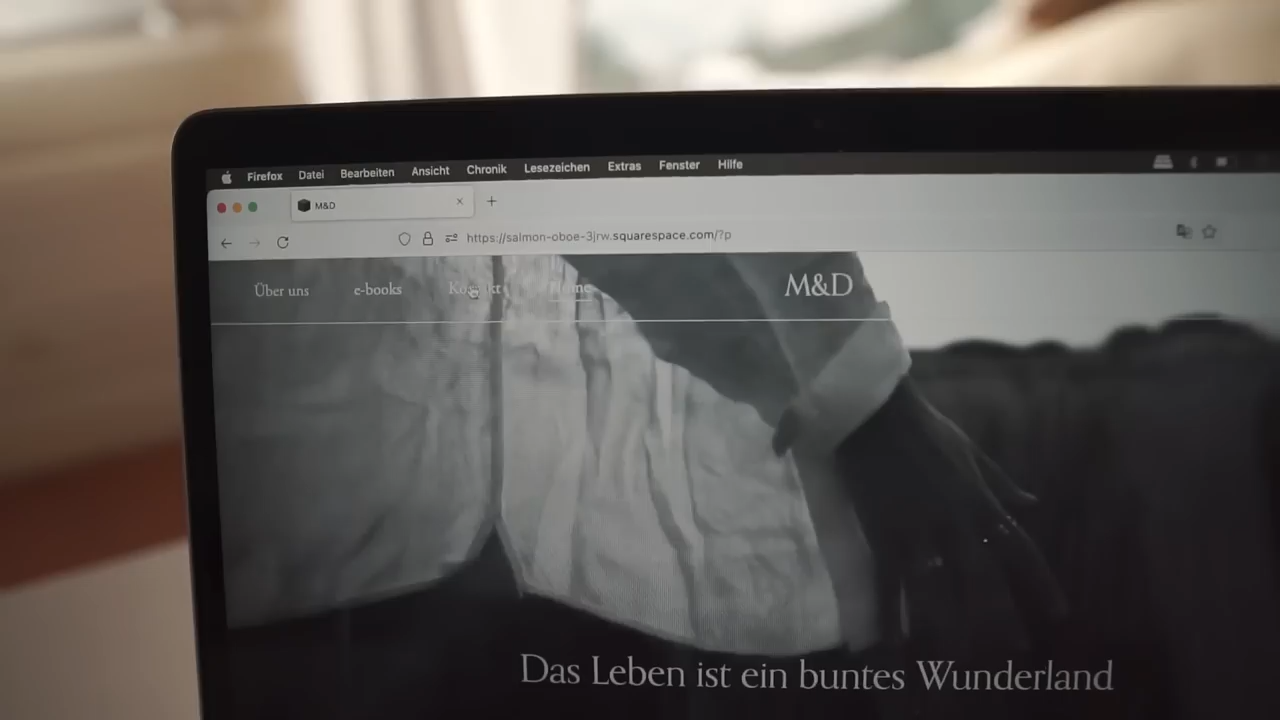 Firefox Datei Bearbeiten Ansicht Chronik Lesezeichen Extras Fenster Hilfe
M&D
https://salmon-oboe-3jrw.squarespace.com/?p
Über uns e-books Kontakt Home M&D
Das Leben ist ein buntes Wunderland